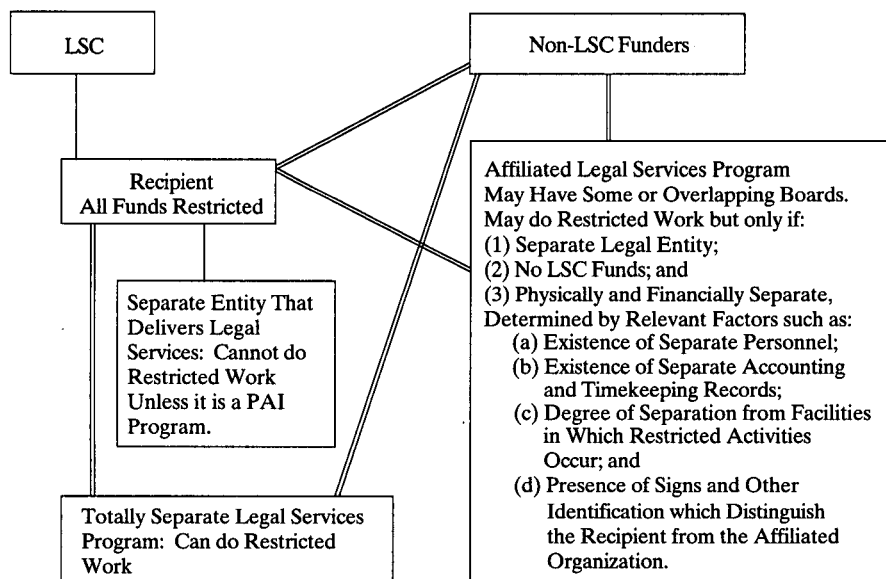 LSC
Non-LSC Funders
Recipient
All Funds Restricted
Separate Entity That
Delivers Legal
Services: Cannot do
Restricted Work
Unless it is a PAI
Program.
Totally Separate Legal Services
Program: Can do Restricted
Work
Affiliated Legal Services Program
May Have Some or Overlapping Boards.
May do Restricted Work but only if:
(1) Separate Legal Entity;
(2) No LSC Funds; and
(3) Physically and Financially Separate,
Determined by Relevant Factors such as:
(a) Existence of Separate Personnel;
(b) Existence of Separate Accounting
and Timekeeping Records;
(c) Degree of Separation from Facilities
in Which Restricted Activities
Occur; and
(d) Presence of Signs and Other
Identification which Distinguish
the Recipient from the Affiliated
Organization.